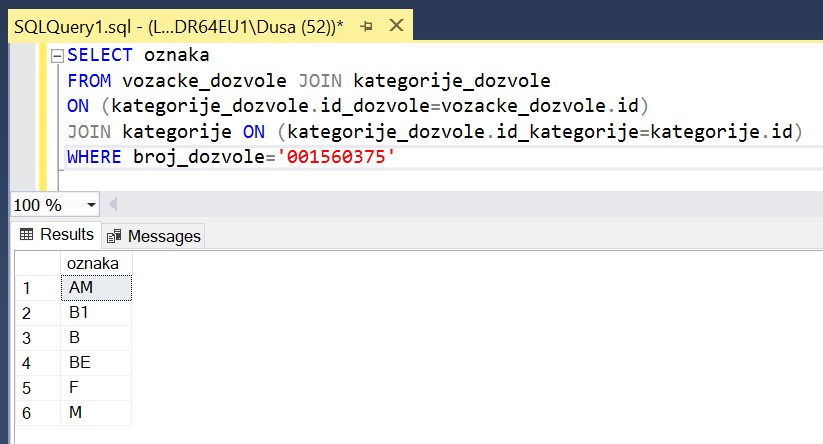 SQLQuery1.sql - (L...DR64EU1\Dusa (52))*
SELECT oznaka
FROM vozacke_dozvole JOIN kategorije_dozvole
ON (kategorije_dozvole.id_dozvole=vozacke_dozvole.id)
JOIN kategorije ON (kategorije_dozvole.id_kategorije=kategorije.id)
WHERE broj_dozvole='001560375'
100 %
Results Messages
oznaka
1 AM
2 B1
3 B
4 BE
5 F
6 M